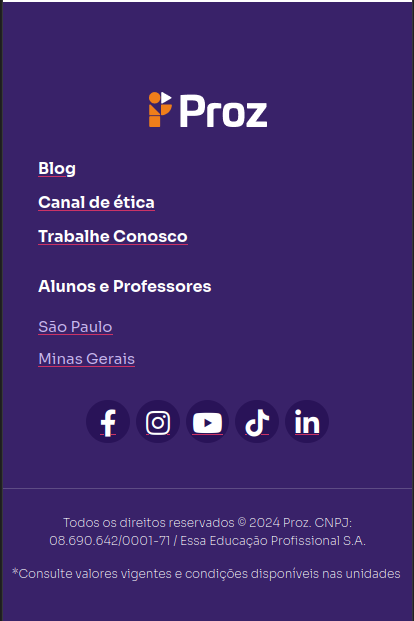 Proz
Blog
Canal de ética
Trabalhe Conosco
Alunos e Professores
São Paulo
Minas Gerais
Todos os direitos reservados © 2024 Proz. CNPJ:
08.690.642/0001-71 / Essa Educação Profissional S.A.
*Consulte valores vigentes e condições disponíveis nas unidades